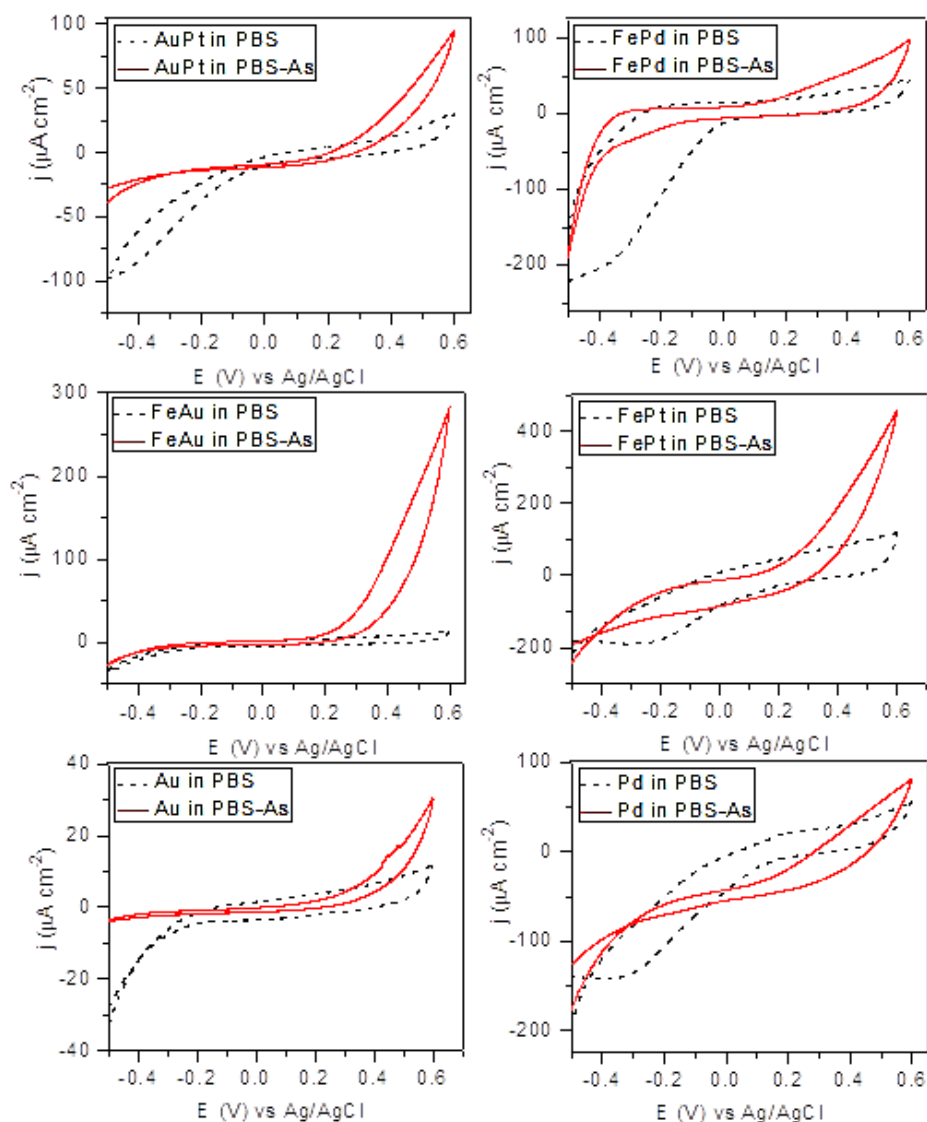 AuPt in PBS
AuPt in PBS-As
100
50
0
-50
-100
j (µA cm-2)
-0.4 -0.2 0.0 0.2 0.4 0.6
E (V) vs Ag/AgCl
FePd in PBS
FePd in PBS-As
100
0
-100
-200
j (µA cm-2)
-0.4 -0.2 0.0 0.2 0.4 0.6
E (V) vs Ag/AgCl
FeAu in PBS
FeAu in PBS-As
300
200
100
0
j (µA cm-2)
-0.4 -0.2 0.0 0.2 0.4 0.6
E (V) vs Ag/AgCl
FePt in PBS
FePt in PBS-As
400
200
0
-200
j (µA cm-2)
-0.4 -0.2 0.0 0.2 0.4 0.6
E (V) vs Ag/AgCl
Au in PBS
Au in PBS-As
40
20
0
-20
-40
j (µA cm-2)
-0.4 -0.2 0.0 0.2 0.4 0.6
E (V) vs Ag/AgCl
Pd in PBS
Pd in PBS-As
100
0
-100
-200
j (µA cm-2)
-0.4 -0.2 0.0 0.2 0.4 0.6
E (V) vs Ag/AgCl